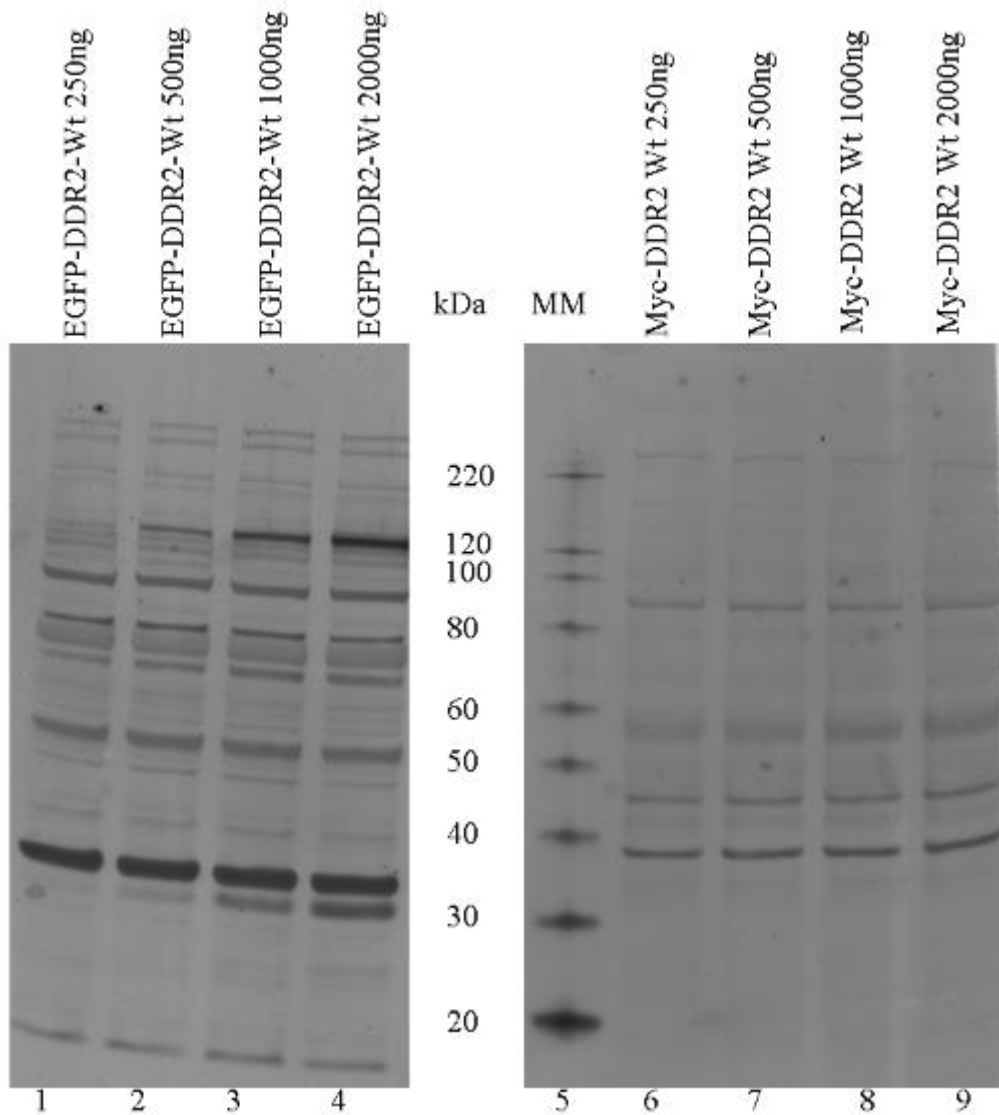 EGFP-DDR2-Wt 250ng
EGFP-DDR2-Wt 500ng
EGFP-DDR2-Wt 1000ng
EGFP-DDR2-Wt 2000ng
kDa
MM
Myc-DDR2 Wt 250ng
Myc-DDR2 Wt 500ng
Myc-DDR2 Wt 1000ng
Myc-DDR2 Wt 2000ng
220
120
100
80
60
50
40
30
20
1 2 3 4 5 6 7 8 9